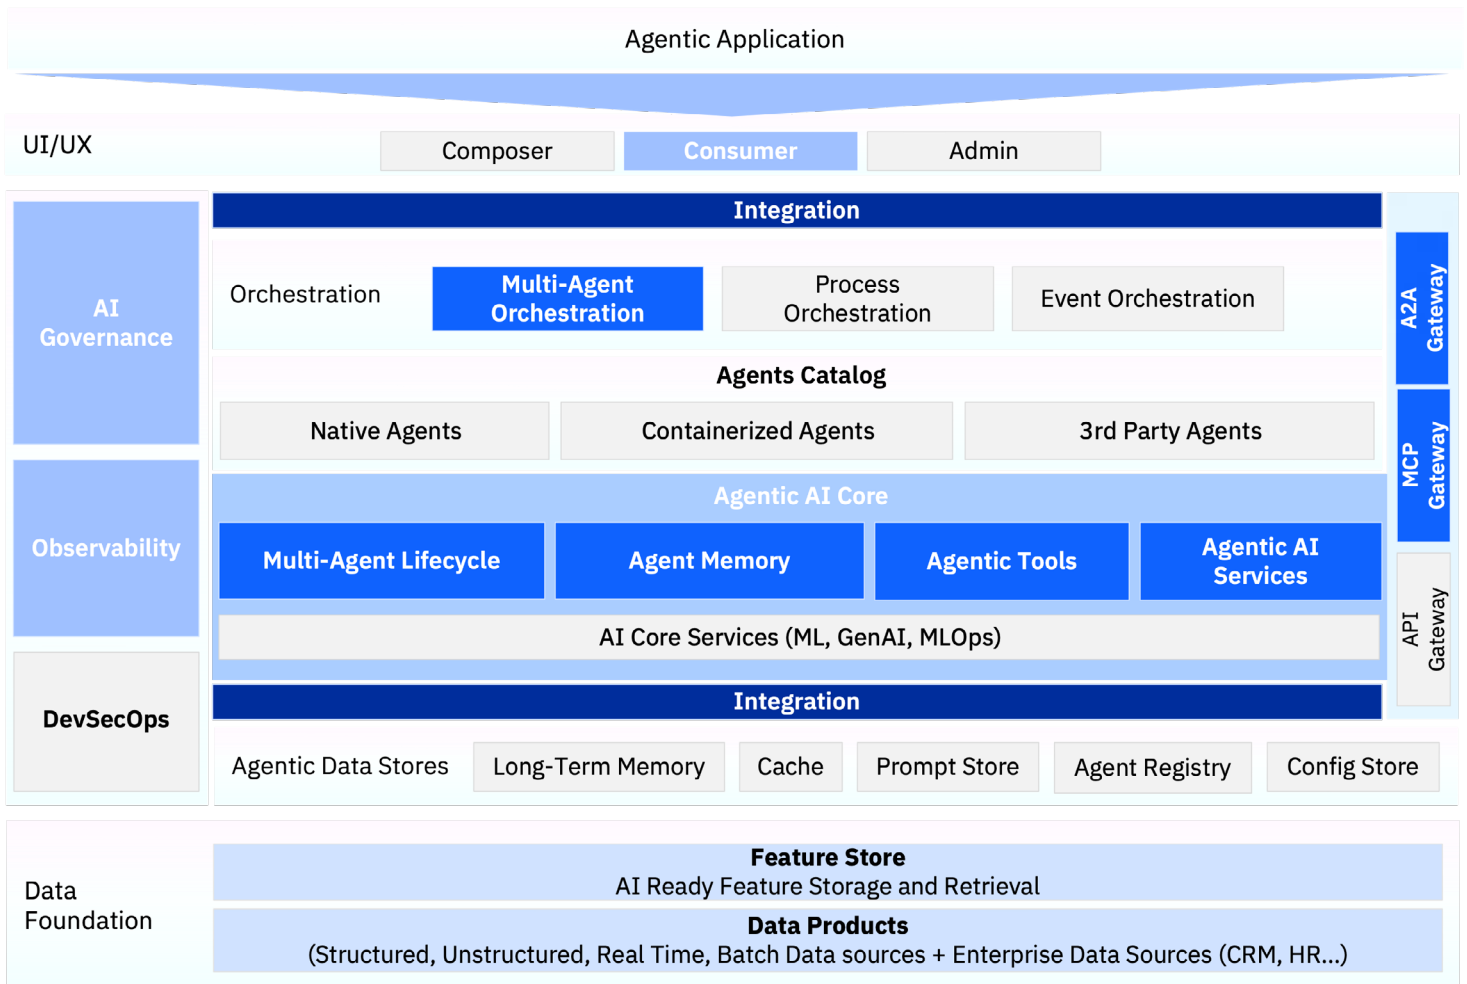 Agentic Application
UI/UX
Composer
Consumer
Admin
AI
Governance
Observability
DevSecOps
Integration
Orchestration
Multi-Agent
Orchestration
Process
Orchestration
Event Orchestration
Agents Catalog
Native Agents
Containerized Agents
3rd Party Agents
Agentic AI Core
Multi-Agent Lifecycle
Agent Memory
Agentic Tools
Agentic AI
Services
AI Core Services (ML, GenAI, MLOps)
Integration
A2A
Gateway
MCP
Gateway
API
Gateway
Agentic Data Stores
Long-Term Memory
Cache
Prompt Store
Agent Registry
Config Store
Data
Foundation
Feature Store
AI Ready Feature Storage and Retrieval
Data Products
(Structured, Unstructured, Real Time, Batch Data sources + Enterprise Data Sources (CRM, HR...)